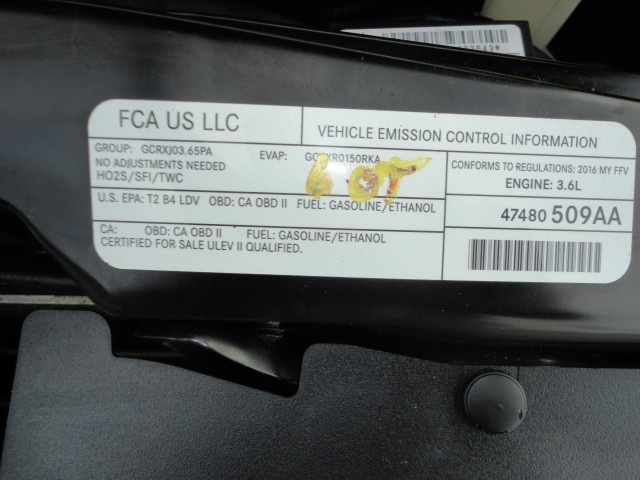 FCA US LLC
VEHICLE EMISSION CONTROL INFORMATION
GROUP: GCRXJ03.65PA EVAP: GCRXR0150RKA
NO ADJUSTMENTS NEEDED
HO2S/SFI/TWC
CONFORMS TO REGULATIONS: 2016 MY FFV
ENGINE: 3.6L
U.S. EPA: T2 B4 LDV OBD: CA OBD II FUEL: GASOLINE/ETHANOL
47480 509AA
CA: OBD: CA OBD II FUEL: GASOLINE/ETHANOL
CERTIFIED FOR SALE ULEV II QUALIFIED.